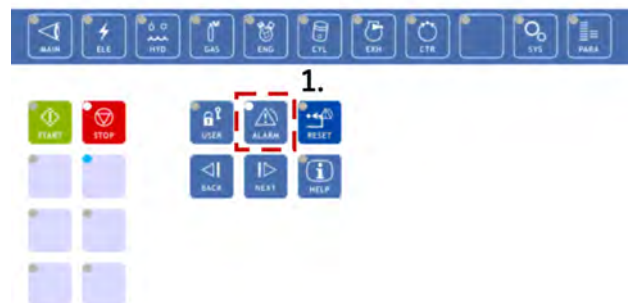 MAIN ELE HYD GAS ENG CYL EXH CTR SYS PARA
1.
START STOP USER ALARM RESET
BACK NEXT HELP